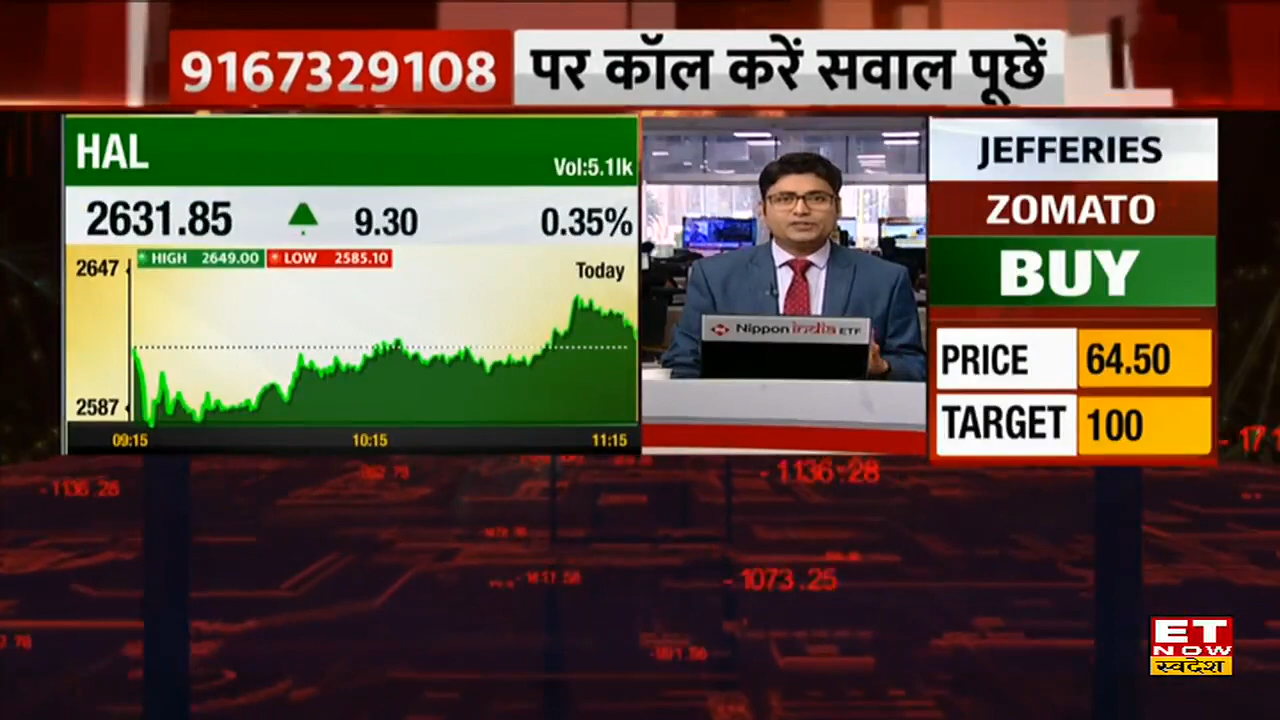 9167329108 पर कॉल करें सवाल पूछें
HAL
Vol:5.1lk
2631.85 9.30 0.35%
HIGH 2649.00 LOW 2585.10
Today
2647
2587
09:15 10:15 11:15
Nippon india ETF
JEFFERIES
ZOMATO
BUY
PRICE 64.50
TARGET 100
-1136.28
-1136.28
-1073.25
ET
NOW
स्वदेश